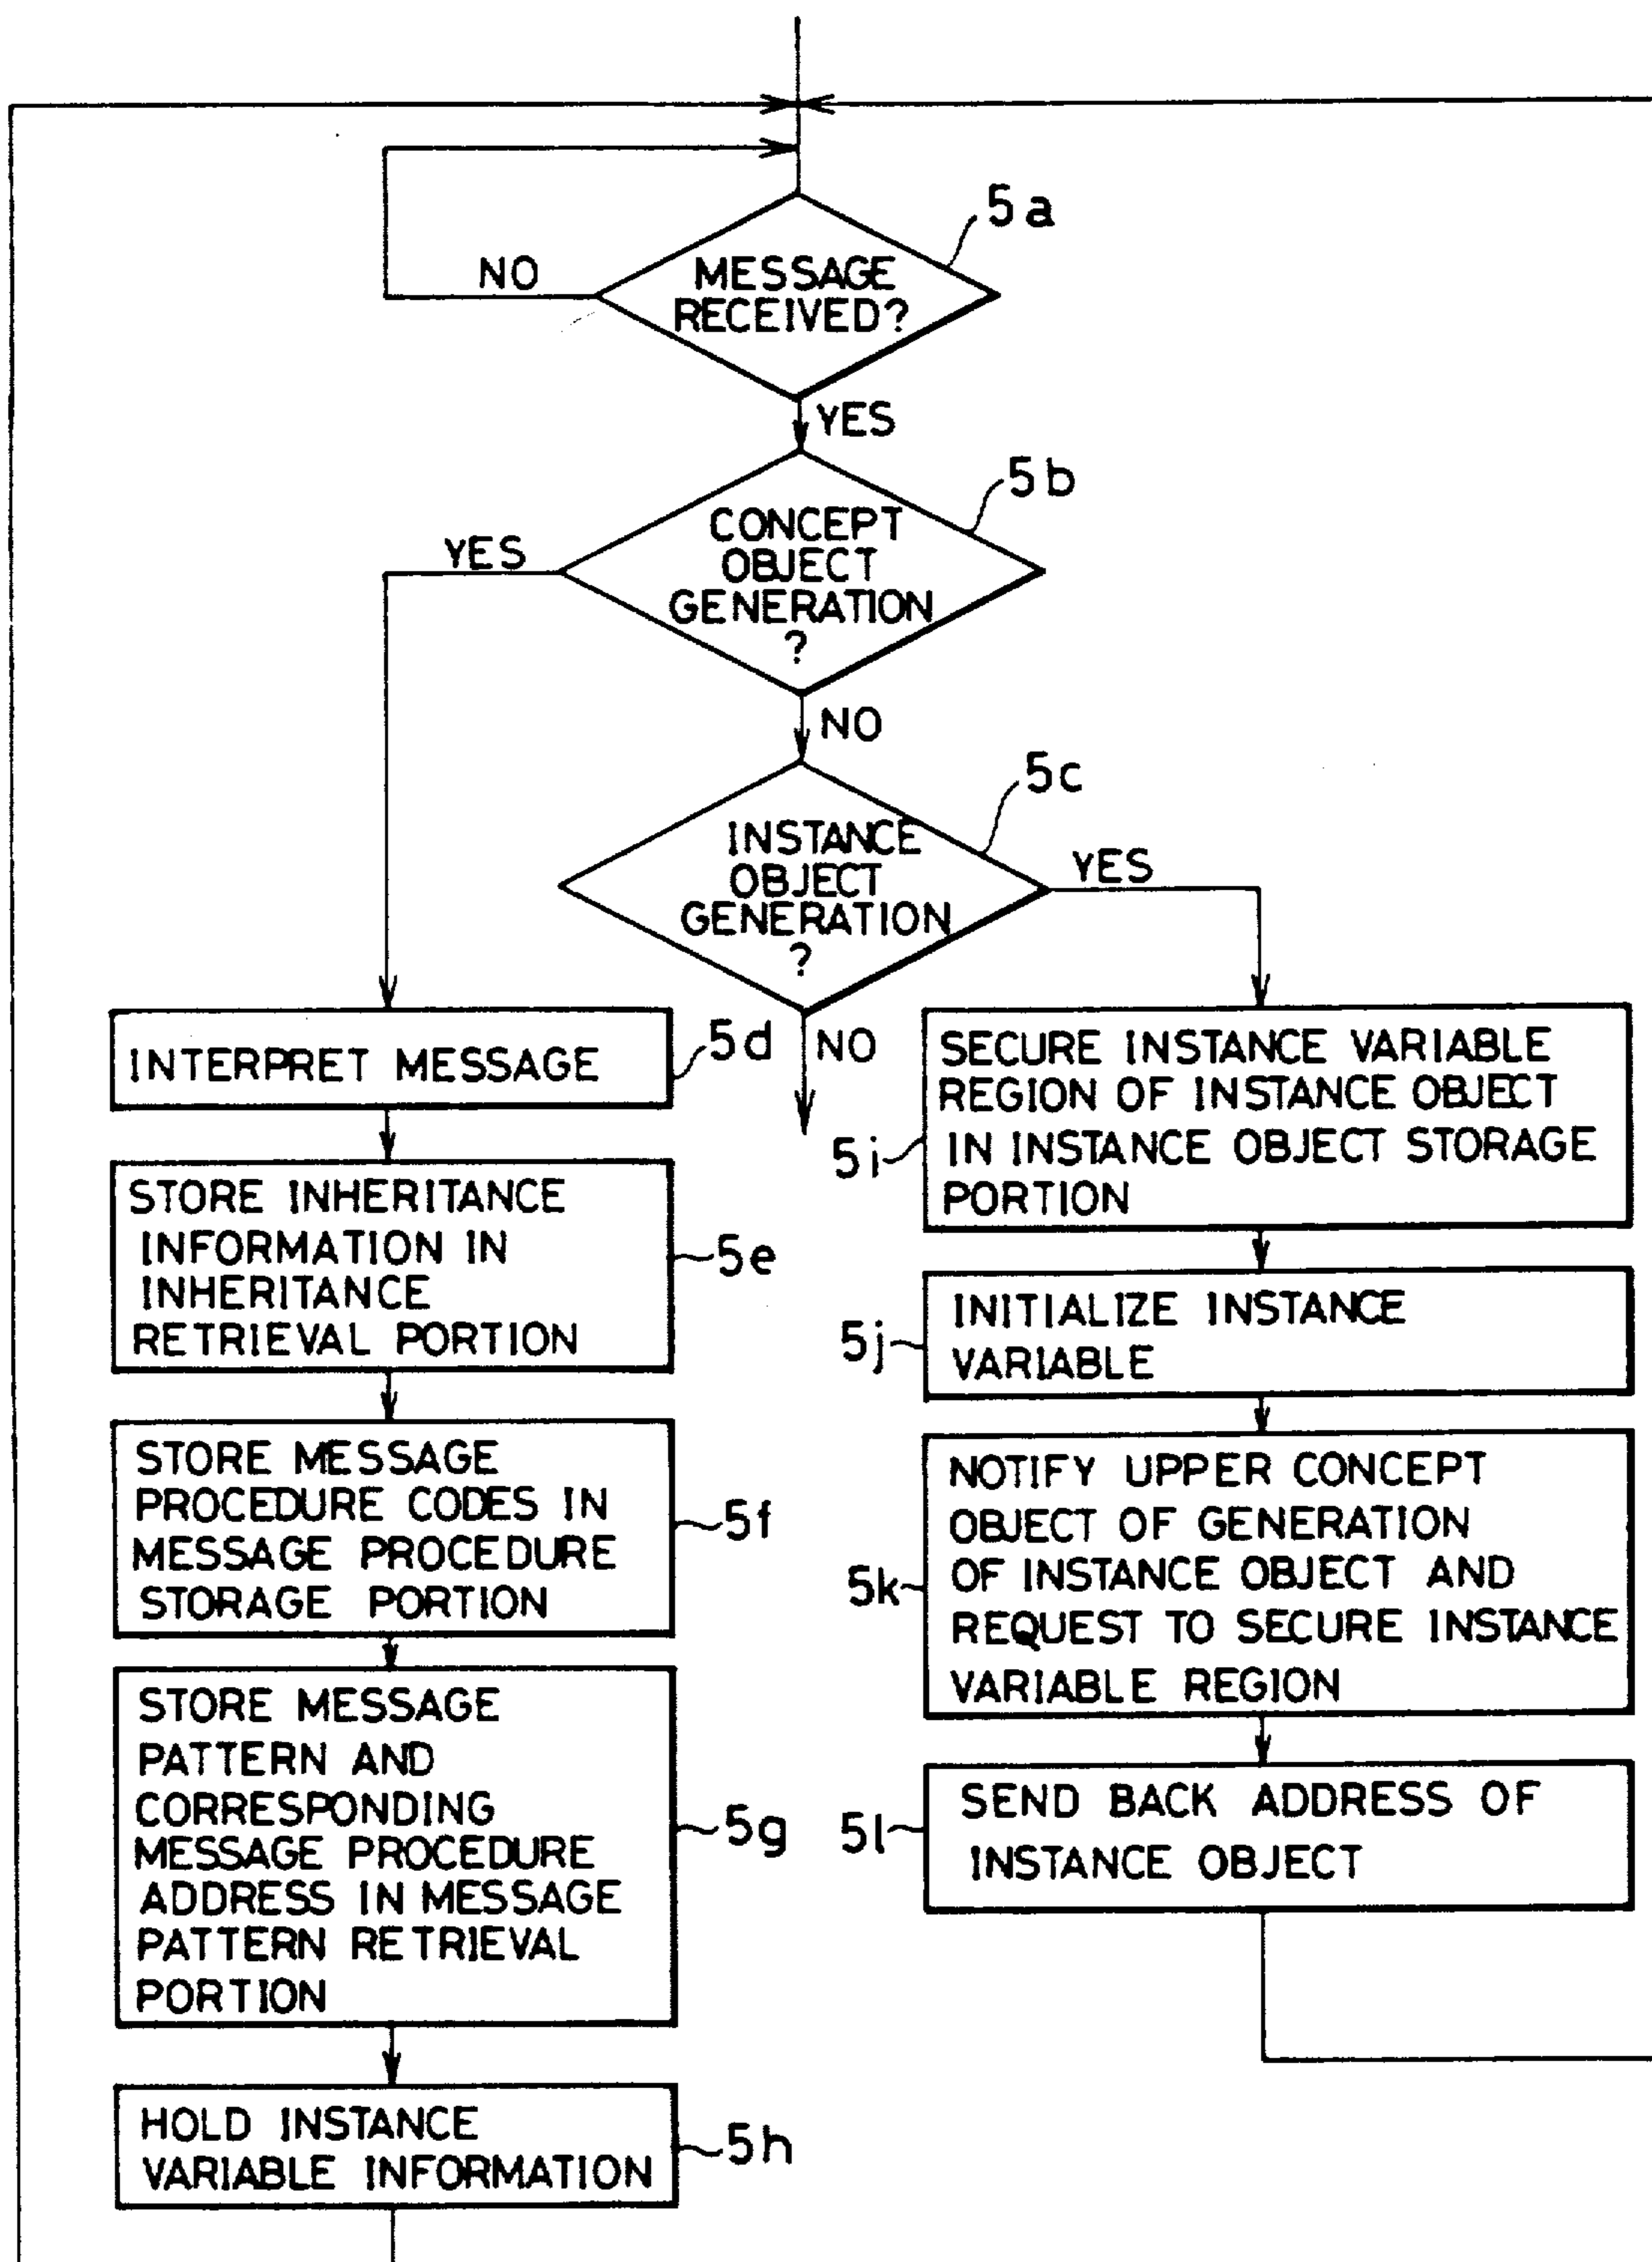 5a
MESSAGE
RECEIVED?
NO
YES
5b
CONCEPT
OBJECT
GENERATION
?
YES
NO
5c
INSTANCE
OBJECT
GENERATION
?
YES
NO
INTERPRET MESSAGE
5d
STORE INHERITANCE
INFORMATION IN
INHERITANCE
RETRIEVAL PORTION
5e
STORE MESSAGE
PROCEDURE CODES IN
MESSAGE PROCEDURE
STORAGE PORTION
5f
STORE MESSAGE
PATTERN AND
CORRESPONDING
MESSAGE PROCEDURE
ADDRESS IN MESSAGE
PATTERN RETRIEVAL
PORTION
5g
HOLD INSTANCE
VARIABLE INFORMATION
5h
SECURE INSTANCE VARIABLE
REGION OF INSTANCE OBJECT
IN INSTANCE OBJECT STORAGE
PORTION
5i
INITIALIZE INSTANCE
VARIABLE
5j
NOTIFY UPPER CONCEPT
OBJECT OF GENERATION
OF INSTANCE OBJECT AND
REQUEST TO SECURE INSTANCE
VARIABLE REGION
5k
SEND BACK ADDRESS OF
INSTANCE OBJECT
5l